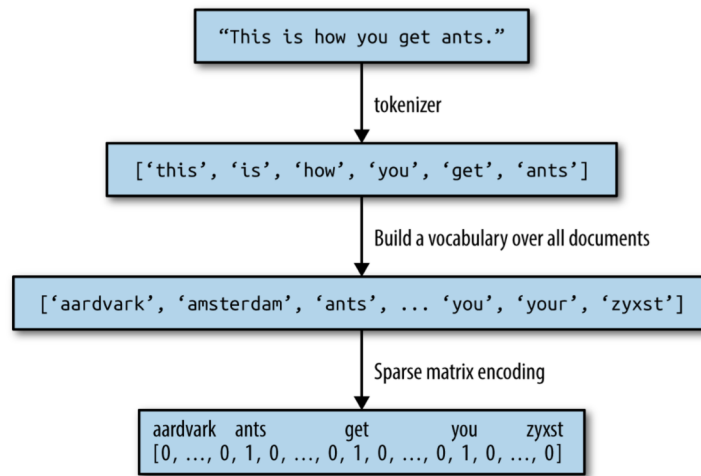 “This is how you get ants.”
tokenizer
[‘this’, ‘is’, ‘how’, ‘you’, ‘get’, ‘ants’]
Build a vocabulary over all documents
[‘aardvark’, ‘amsterdam’, ‘ants’, ... ‘you’, ‘your’, ‘zyxst’]
Sparse matrix encoding
aardvark ants get you zyxst
[0, …, 0, 1, 0, …, 0, 1, 0, …, 0, 1, 0, …, 0]